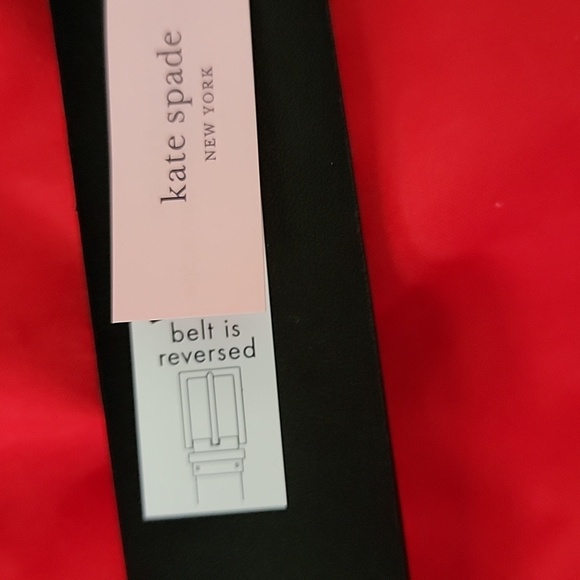 kate spade
NEW YORK
belt is
reversed